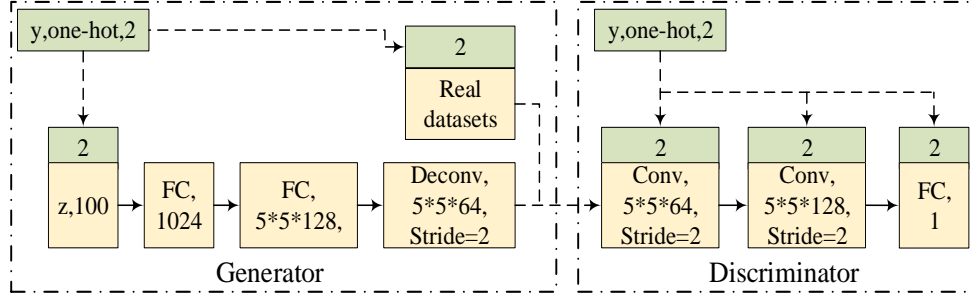 y,one-hot,2
2
Real
datasets
2
z,100
FC,
1024
FC,
5*5*128,
Deconv,
5*5*64,
Stride=2
Generator
y,one-hot,2
2
Conv,
5*5*64,
Stride=2
2
Conv,
5*5*128,
Stride=2
2
FC,
1
Discriminator